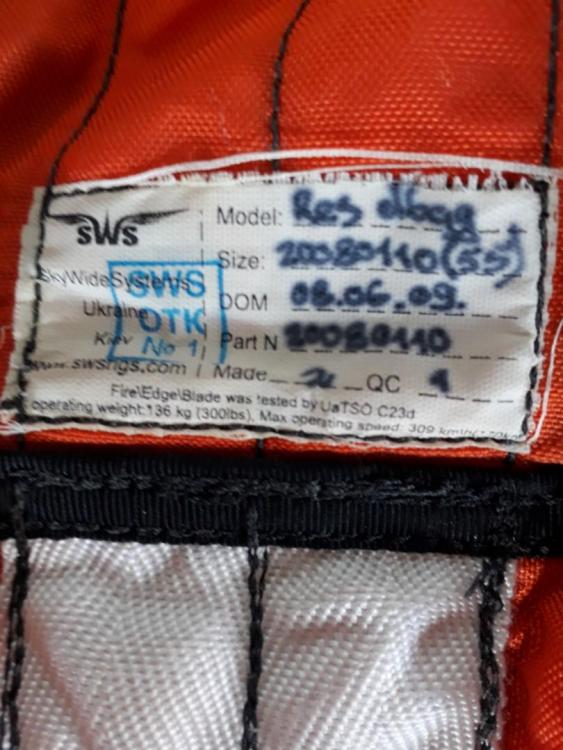 sws
SkyWideSystems
Ukraine
Kiev
www.swsrigs.com
SWS
OTK
No 1
Model: Res
Size: 20080110(55)
DOM 08.06.09.
Part N 20080110
Made QC
Fire\Edge\Blade was tested by UaTSO C23d
operating weight:136 kg (300lbs), Max operating speed: 309 km\h